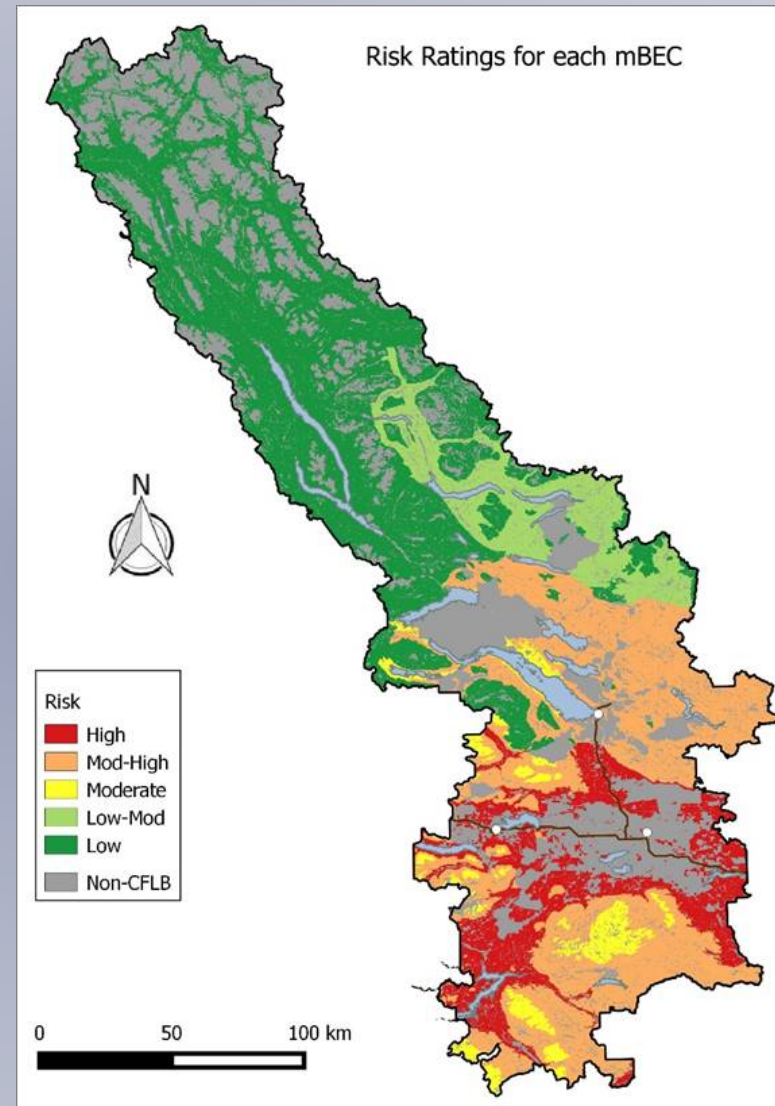 Risk Ratings for each mBEC
N
Risk
High
Mod-High
Moderate
Low-Mod
Low
Non-CFLB
0 50 100 km